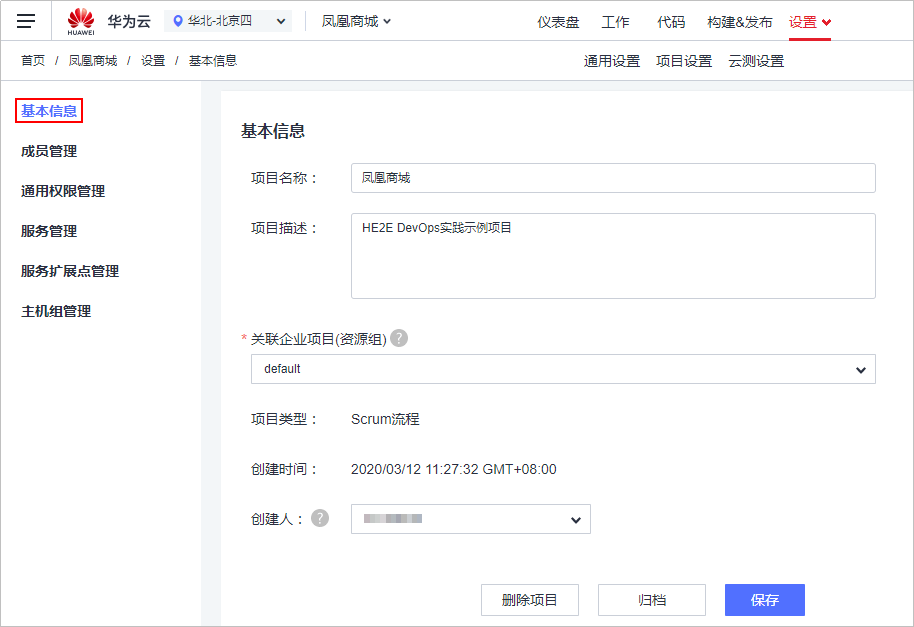 HUAWEI 华为云 华北-北京四 凤凰商城 仪表盘 工作 代码 构建&发布 设置
首页 / 凤凰商城 / 设置 / 基本信息 通用设置 项目设置 云测设置
基本信息
成员管理
通用权限管理
服务管理
服务扩展点管理
主机组管理
基本信息
项目名称： 凤凰商城
项目描述： HE2E DevOps实践示例项目
* 关联企业项目(资源组) ?
default
项目类型： Scrum流程
创建时间： 2020/03/12 11:27:32 GMT+08:00
创建人： ?
删除项目 归档 保存